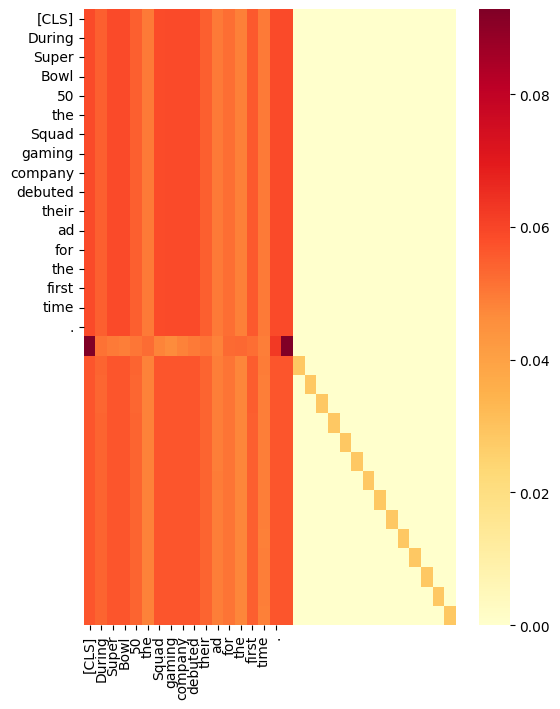 [CLS]
During
Super
Bowl
50
the
Squad
gaming
company
debuted
their
ad
for
the
first
time
.
0.08
0.06
0.04
0.02
0.00
[CLS]
During
Super
Bowl
50
the
Squad
gaming
company
debuted
their
ad
for
the
first
time
.